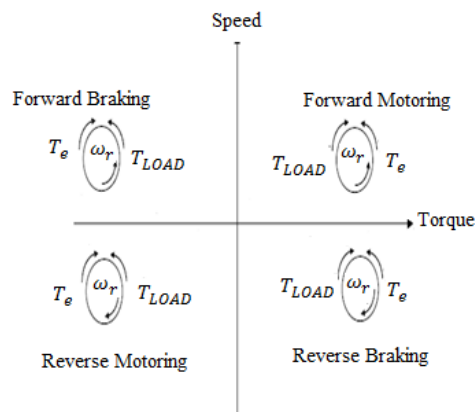 Speed
Forward Braking
Forward Motoring
T_e ω_r T_LOAD
T_LOAD ω_r T_e
Torque
T_e ω_r T_LOAD
T_LOAD ω_r T_e
Reverse Motoring
Reverse Braking